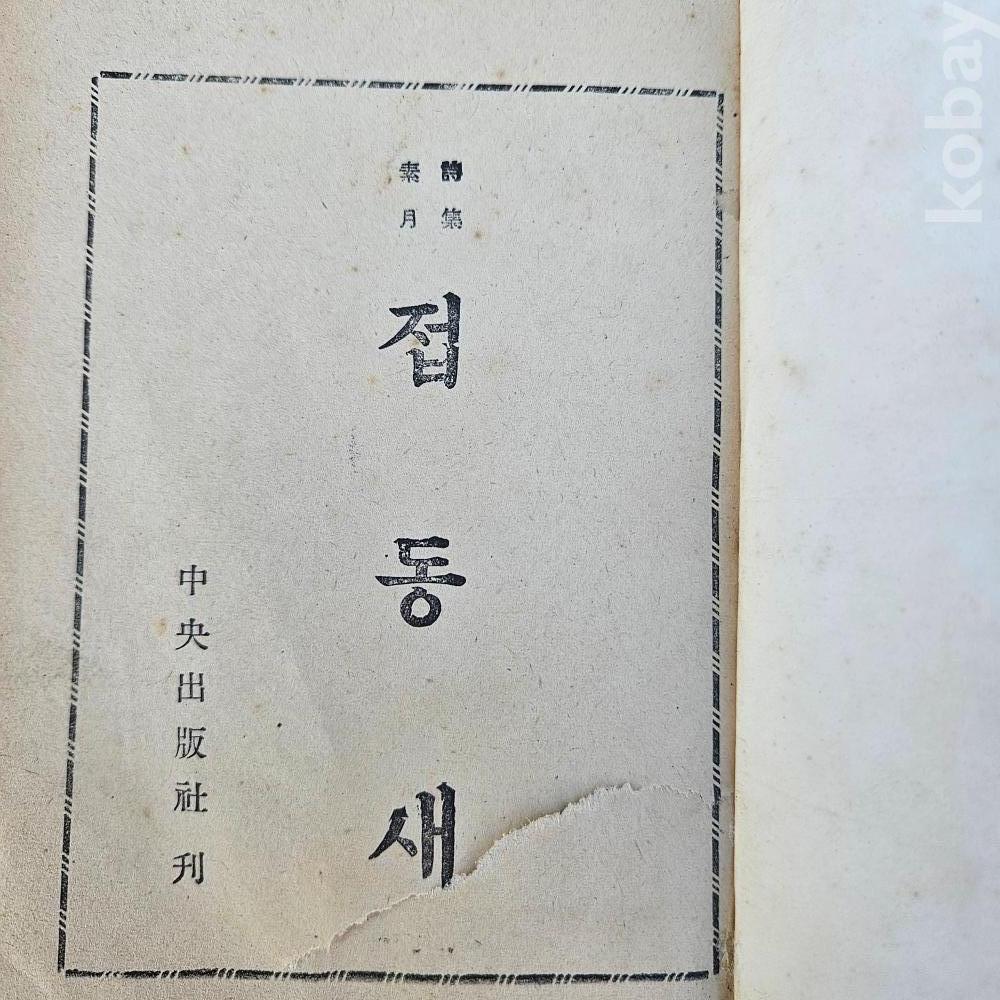 詩集
素月
접동새
中央出版社刊
kobay